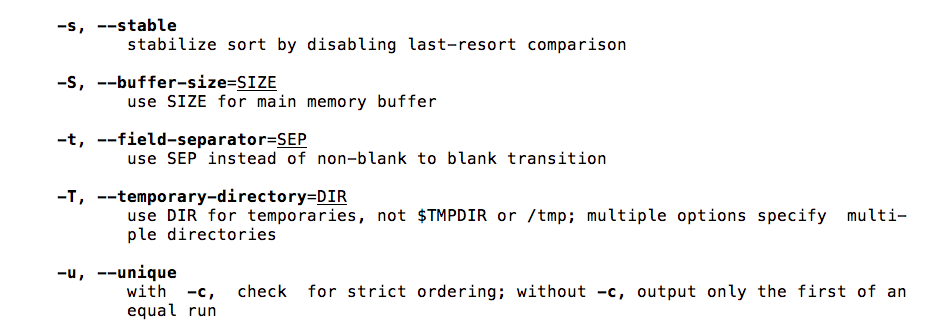 -s, --stable
stabilize sort by disabling last-resort comparison
-S, --buffer-size=SIZE
use SIZE for main memory buffer
-t, --field-separator=SEP
use SEP instead of non-blank to blank transition
-T, --temporary-directory=DIR
use DIR for temporaries, not $TMPDIR or /tmp; multiple options specify  multi-
ple directories
-u, --unique
with  -c,  check  for strict ordering; without -c, output only the first of an
equal run